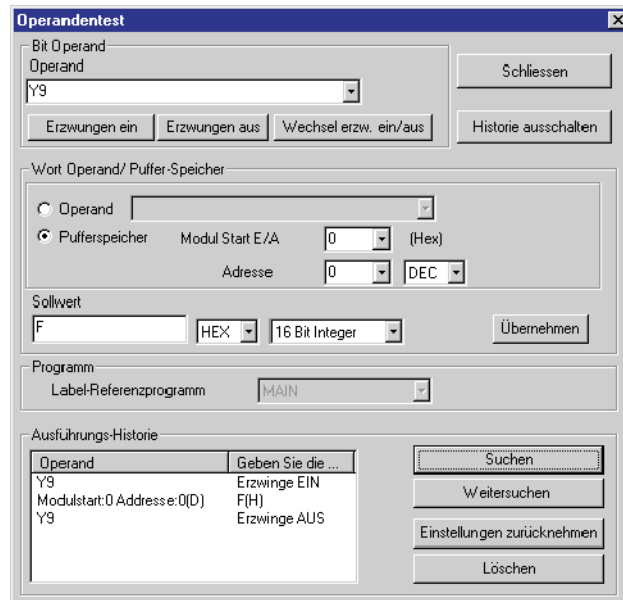 Operandentest
Bit Operand
Operand
Y9
Schliessen
Erzwungen ein
Erzwungen aus
Wechsel erzw. ein/aus
Historie ausschalten
Wort Operand/ Puffer-Speicher
Operand
Pufferspeicher
Modul Start E/A
0
(Hex)
Adresse
0
DEC
Sollwert
F
HEX
16 Bit Integer
Übernehmen
Programm
Label-Referenzprogramm
MAIN
Ausführungs-Historie
Operand
Geben Sie die ...
Y9
Erzwinge EIN
Modulstart:0 Addresse:0(D)
F(H)
Y9
Erzwinge AUS
Suchen
Weitersuchen
Einstellungen zurücknehmen
Löschen